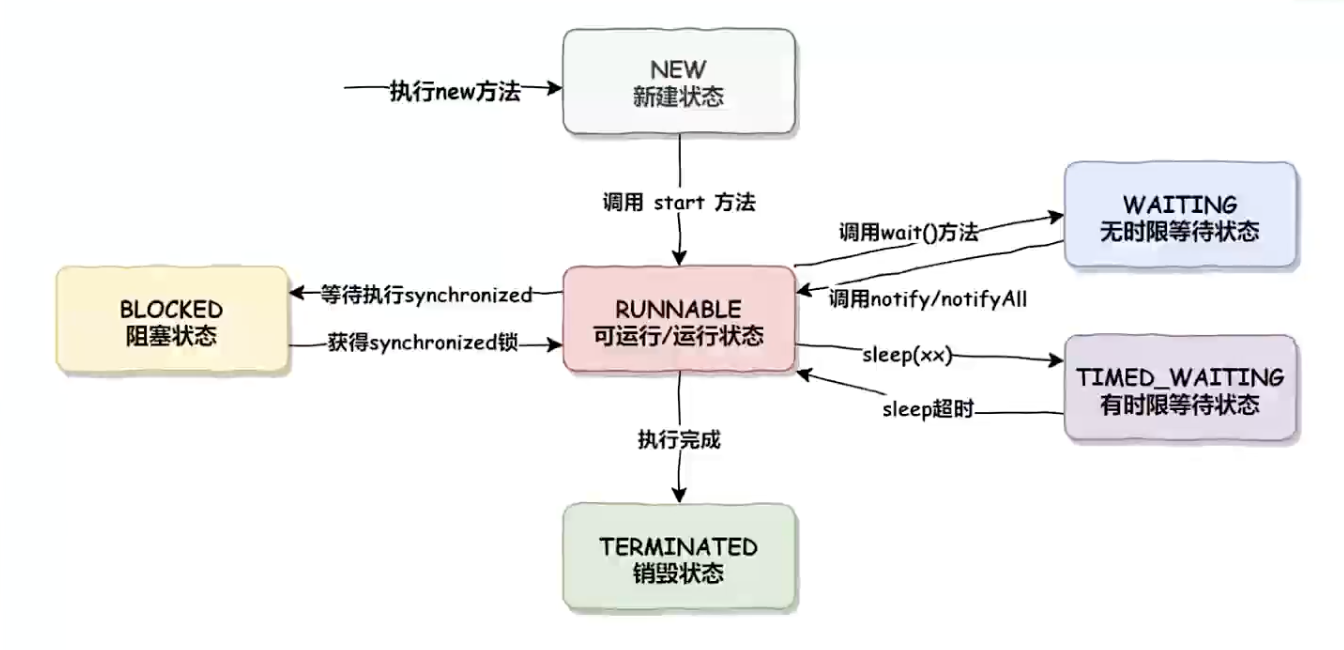 NEW
新建状态
执行new方法
调用 start 方法
WAITING
无时限等待状态
调用wait()方法
调用notify/notifyAll
BLOCKED
阻塞状态
等待执行synchronized
获得synchronized锁
RUNNABLE
可运行/运行状态
sleep(xx)
TIMED_WAITING
有时限等待状态
sleep超时
执行完成
TERMINATED
销毁状态